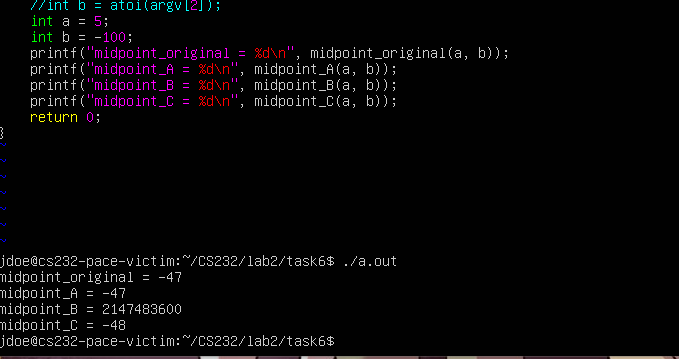 //int b = atoi(argv[2]);
int a = 5;
int b = -100;
printf("midpoint_original = %d\n", midpoint_original(a, b));
printf("midpoint_A = %d\n", midpoint_A(a, b));
printf("midpoint_B = %d\n", midpoint_B(a, b));
printf("midpoint_C = %d\n", midpoint_C(a, b));
return 0;
}
~
~
~
~
~
~
jdoe@cs232-pace-victim:~/CS232/lab2/task6$ ./a.out
midpoint_original = -47
midpoint_A = -47
midpoint_B = 2147483600
midpoint_C = -48
jdoe@cs232-pace-victim:~/CS232/lab2/task6$